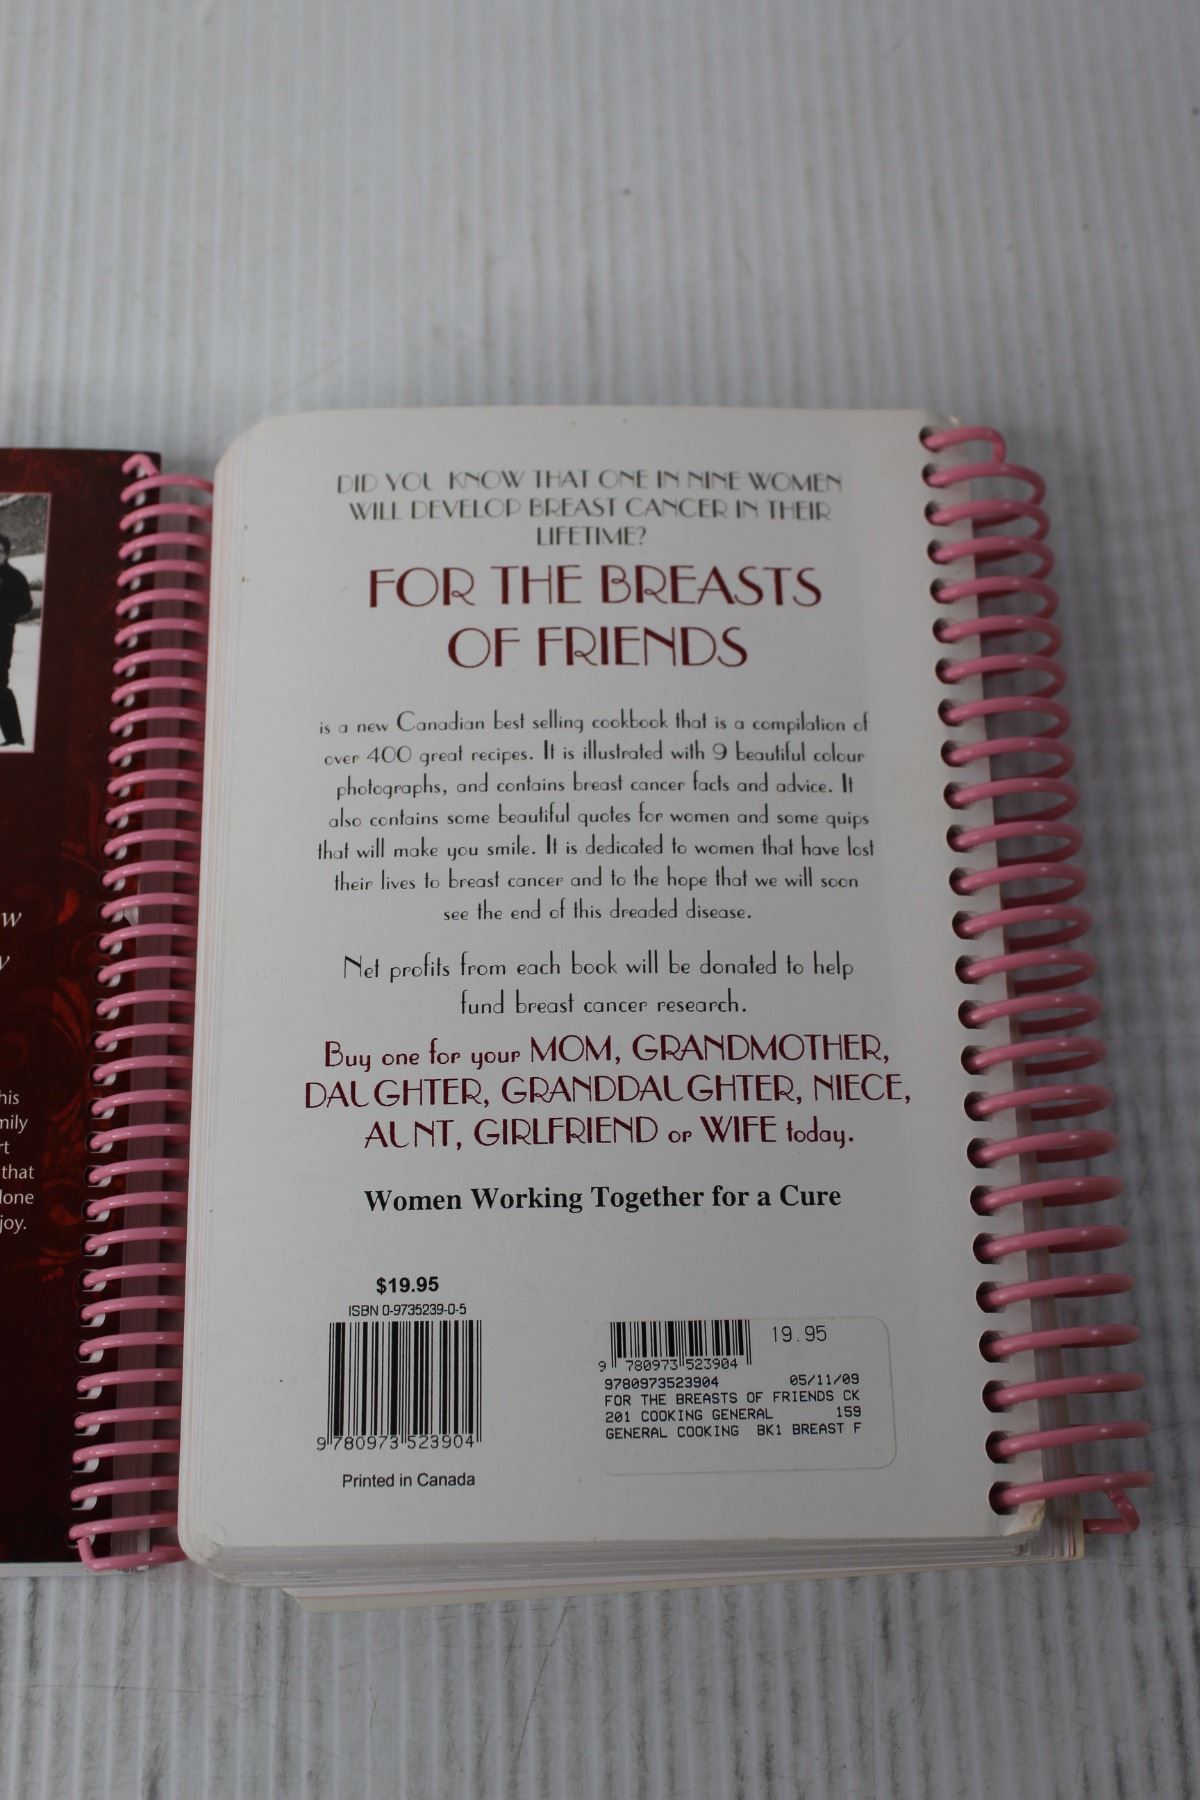 DID YOU KNOW THAT ONE IN NINE WOMEN
WILL DEVELOP BREAST CANCER IN THEIR
LIFETIME?
FOR THE BREASTS
OF FRIENDS
is a new Canadian best selling cookbook that is a compilation of
over 400 great recipes. It is illustrated with 9 beautiful colour
photographs, and contains breast cancer facts and advice. It
also contains some beautiful quotes for women and some quips
that will make you smile. It is dedicated to women that have lost
their lives to breast cancer and to the hope that we will soon
see the end of this dreaded disease.
Net profits from each book will be donated to help
fund breast cancer research.
Buy one for your MOM, GRANDMOTHER,
DAUGHTER, GRANDDAUGHTER, NIECE,
AUNT, GIRLFRIEND or WIFE today.
Women Working Together for a Cure
$19.95
ISBN 0-9735239-0-5
9 780973 523904
Printed in Canada
19.95
9 780973 523904
9780973523904 05/11/09
FOR THE BREASTS OF FRIENDS CK
201 COOKING GENERAL 159
GENERAL COOKING BK1 BREAST F
that
joy.